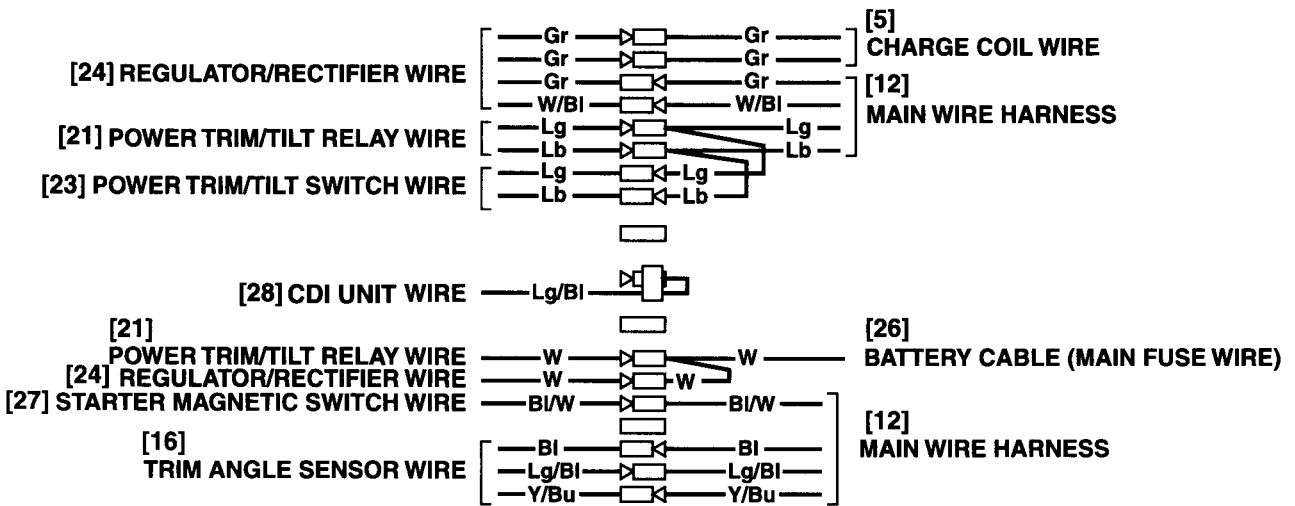 [5]
Gr Gr CHARGE COIL WIRE
Gr Gr
[24] REGULATOR/RECTIFIER WIRE
Gr Gr [12]
W/Bl W/Bl MAIN WIRE HARNESS
Lg Lg
[21] POWER TRIM/TILT RELAY WIRE
Lb Lb
Lg Lg
[23] POWER TRIM/TILT SWITCH WIRE
Lb Lb
[28] CDI UNIT WIRE Lg/Bl
[21] [26]
POWER TRIM/TILT RELAY WIRE W W BATTERY CABLE (MAIN FUSE WIRE)
[24] REGULATOR/RECTIFIER WIRE W W
[27] STARTER MAGNETIC SWITCH WIRE Bl/W Bl/W
[12]
[16] Bl Bl MAIN WIRE HARNESS
TRIM ANGLE SENSOR WIRE Lg/Bl Lg/Bl
Y/Bu Y/Bu